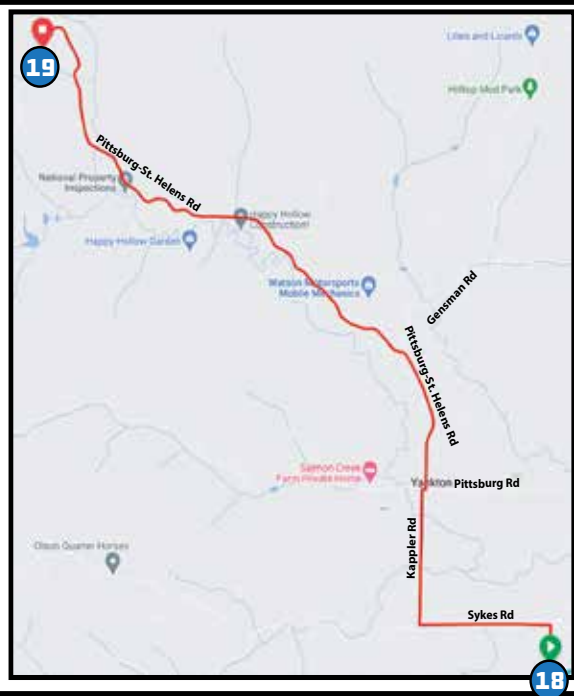 19
Lilies and Lizards
Hilltop Mud Park
Pittsburg-St. Helens Rd
National Property
Inspections
Happy Hollow
Construction
Happy Hollow Garden
Watson Motorsports
Mobile Mechanics
Gensman Rd
Pittsburg-St. Helens Rd
Salmon Creek
Farm Private Home
Yankton Pittsburg Rd
Kappler Rd
Olson Quarter Horses
Sykes Rd
18